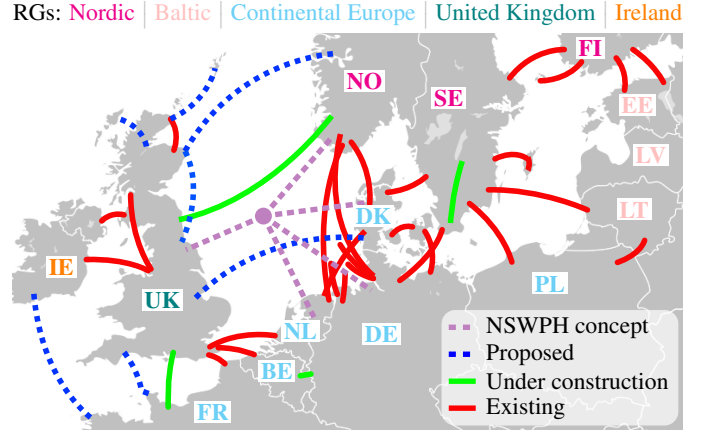 RGs: Nordic | Baltic | Continental Europe | United Kingdom | Ireland
FI
NO
SE
EE
LV
LT
DK
IE
UK
PL
NL
DE
BE
FR
NSWPH concept
Proposed
Under construction
Existing